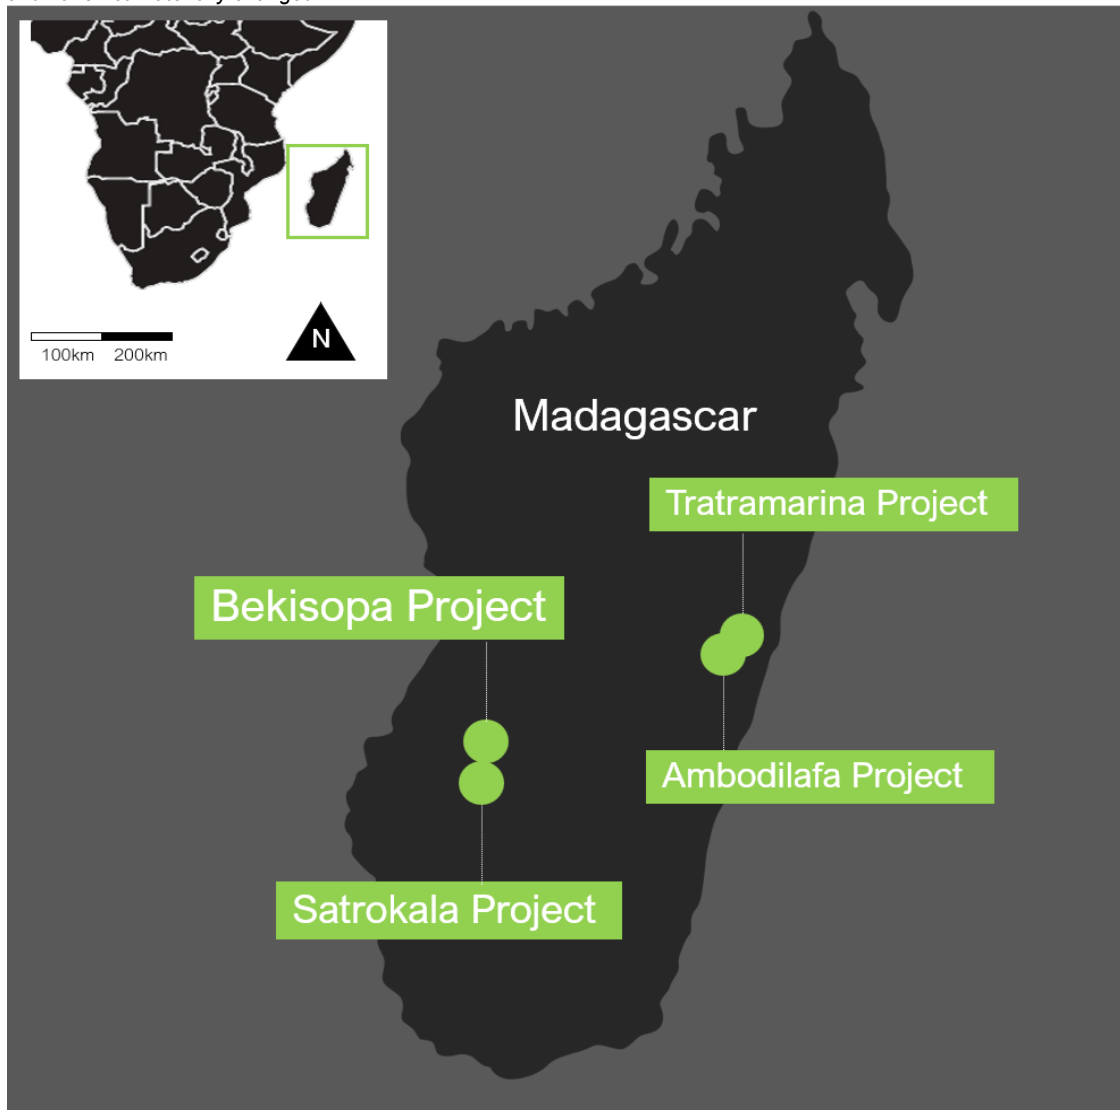 N
100km 200km
Madagascar
Tratramarina Project
Bekisopa Project
Ambodilafa Project
Satrokala Project